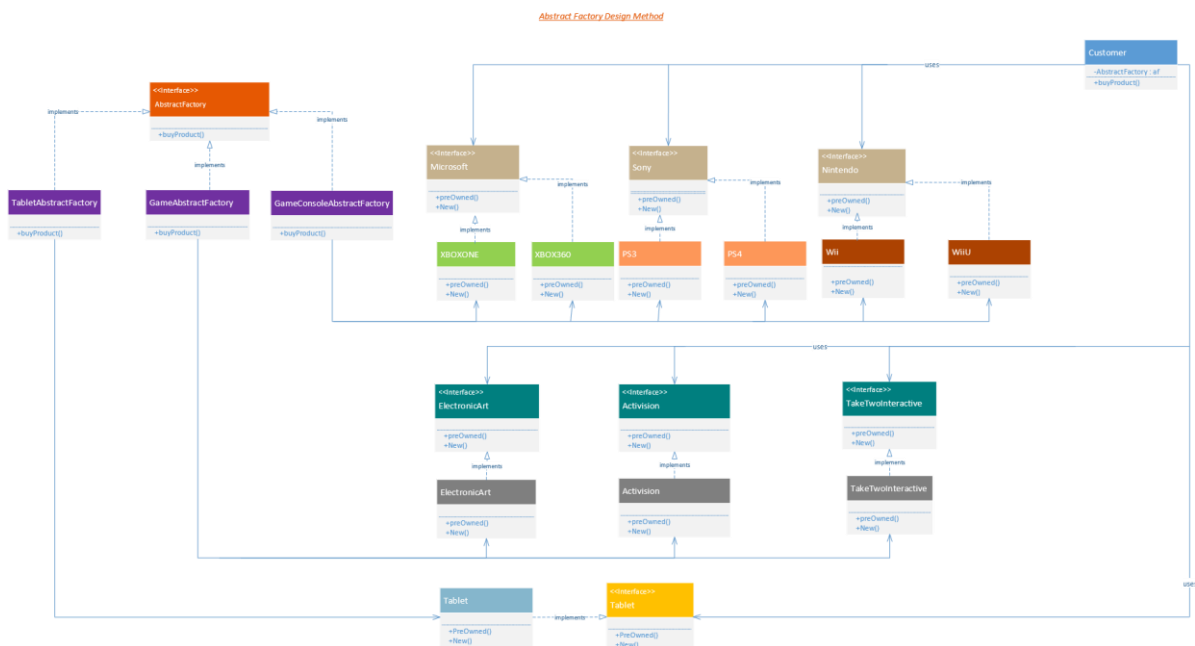 Abstract Factory Design Method
Customer
-AbstractFactory : af
+buyProduct()
uses
<<Interface>>
AbstractFactory
+buyProduct()
implements
implements
implements
TabletAbstractFactory
+buyProduct()
GameAbstractFactory
+buyProduct()
GameConsoleAbstractFactory
+buyProduct()
<<Interface>>
Microsoft
+preOwned()
+New()
<<Interface>>
Sony
+preOwned()
+New()
<<Interface>>
Nintendo
+preOwned()
+New()
implements
implements
implements
implements
implements
implements
XBOXONE
+preOwned()
+New()
XBOX360
+preOwned()
+New()
PS3
+preOwned()
+New()
PS4
+preOwned()
+New()
Wii
+preOwned()
+New()
WiiU
+preOwned()
+New()
uses
<<Interface>>
ElectronicArt
+preOwned()
+New()
<<Interface>>
Activision
+preOwned()
+New()
<<Interface>>
TakeTwoInteractive
+preOwned()
+New()
implements
implements
implements
ElectronicArt
+preOwned()
+New()
Activision
+preOwned()
+New()
TakeTwoInteractive
+preOwned()
+New()
uses
Tablet
+PreOwned()
+New()
implements
<<Interface>>
Tablet
+PreOwned()
+New()